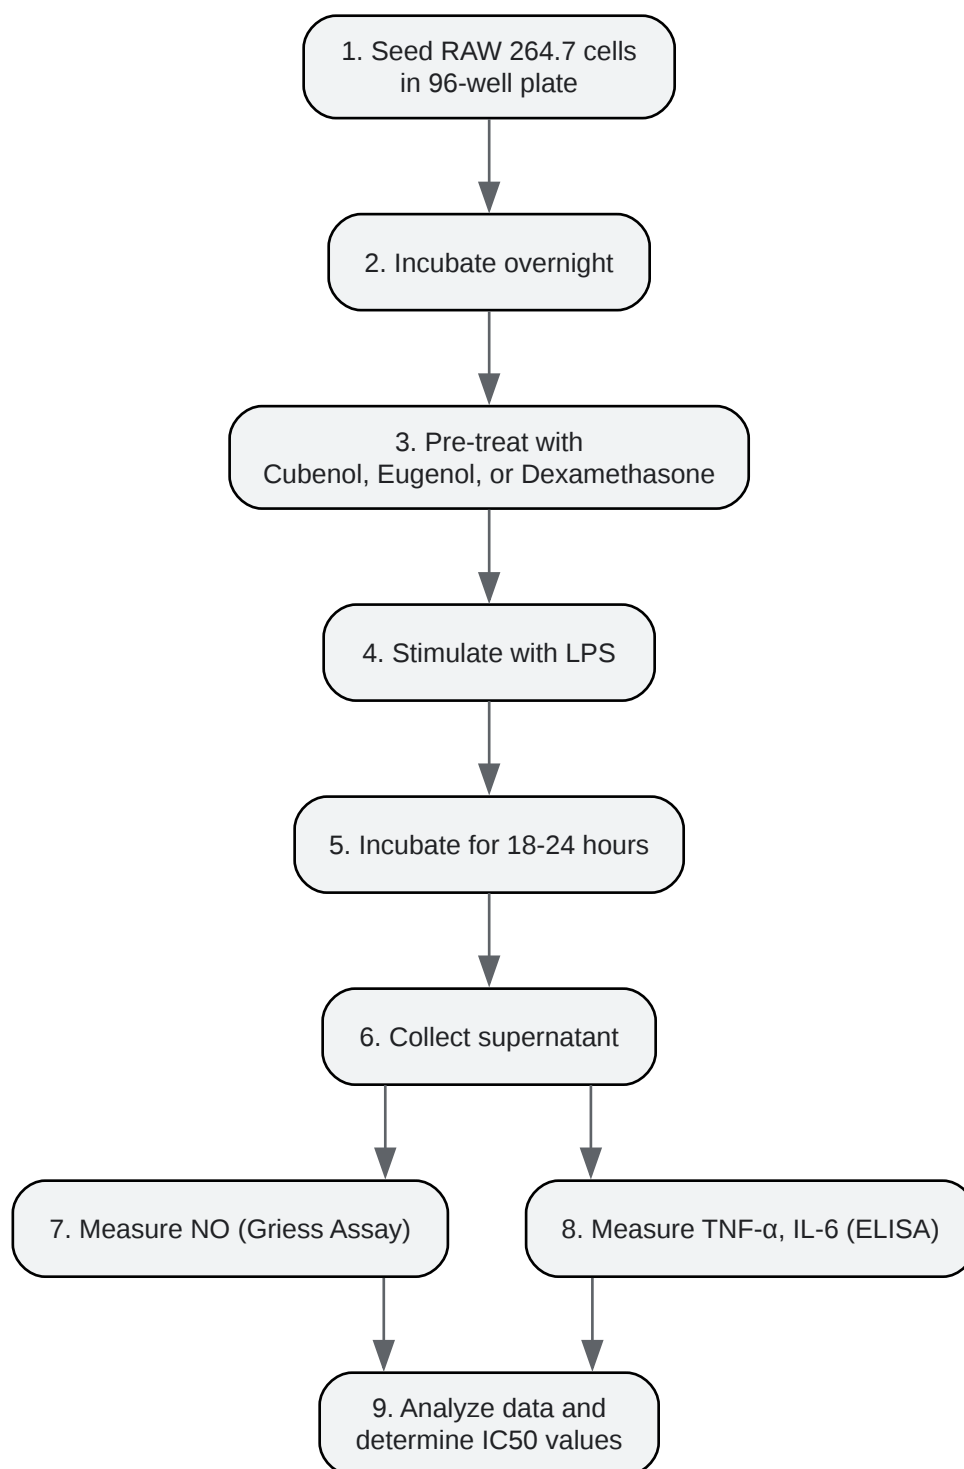 1. Seed RAW 264.7 cells
in 96-well plate
2. Incubate overnight
3. Pre-treat with
Cubenol, Eugenol, or Dexamethasone
4. Stimulate with LPS
5. Incubate for 18-24 hours
6. Collect supernatant
7. Measure NO (Griess Assay)
8. Measure TNF-α, IL-6 (ELISA)
9. Analyze data and
determine IC50 values